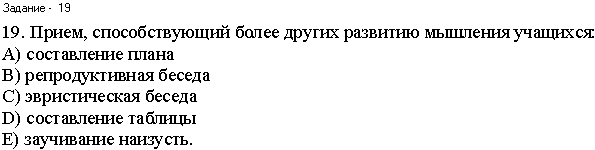 Задание - 19
19. Прием, способствующий более других развитию мышления учащихся:
A) составление плана
B) репродуктивная беседа
C) эвристическая беседа
D) составление таблицы
E) заучивание наизусть.